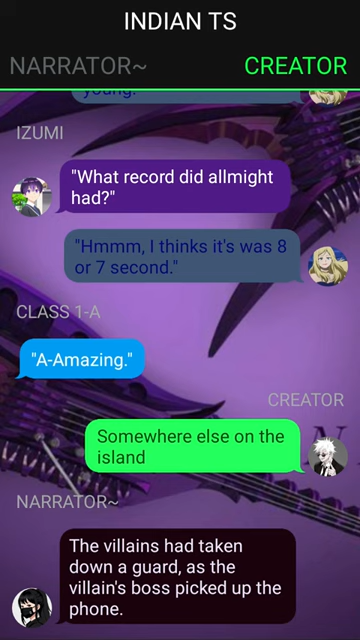 INDIAN TS
NARRATOR~ CREATOR
young.
IZUMI
"What record did allmight
had?"
"Hmmm, I thinks it's was 8
or 7 second."
CLASS 1-A
"A-Amazing."
CREATOR
Somewhere else on the
island
NARRATOR~
The villains had taken
down a guard, as the
villain's boss picked up the
phone.